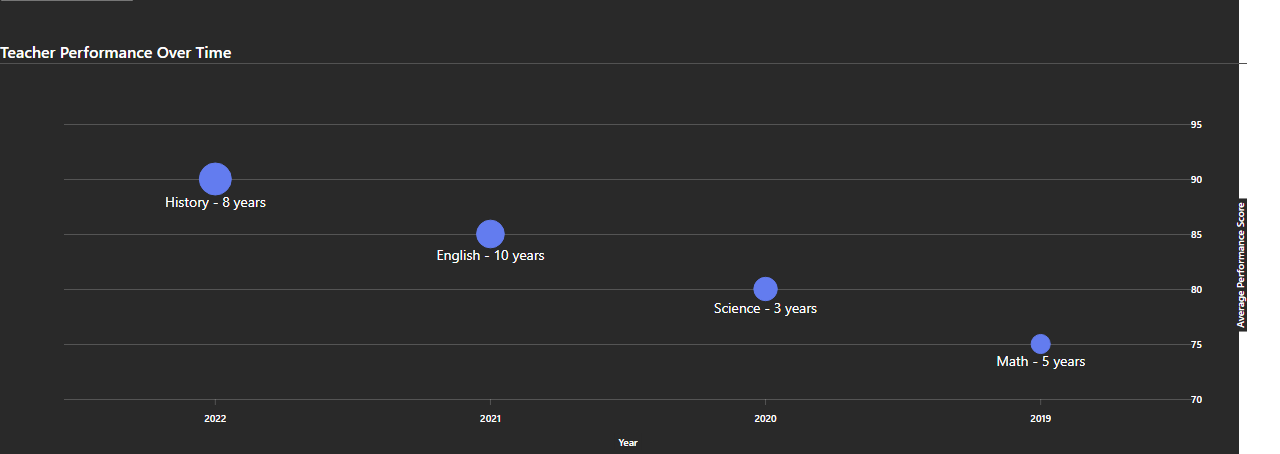 Teacher Performance Over Time
95
90
History - 8 years
85
English - 10 years
80
Science - 3 years
75
Math - 5 years
70
2022
2021
2020
2019
Year
Average Performance Score